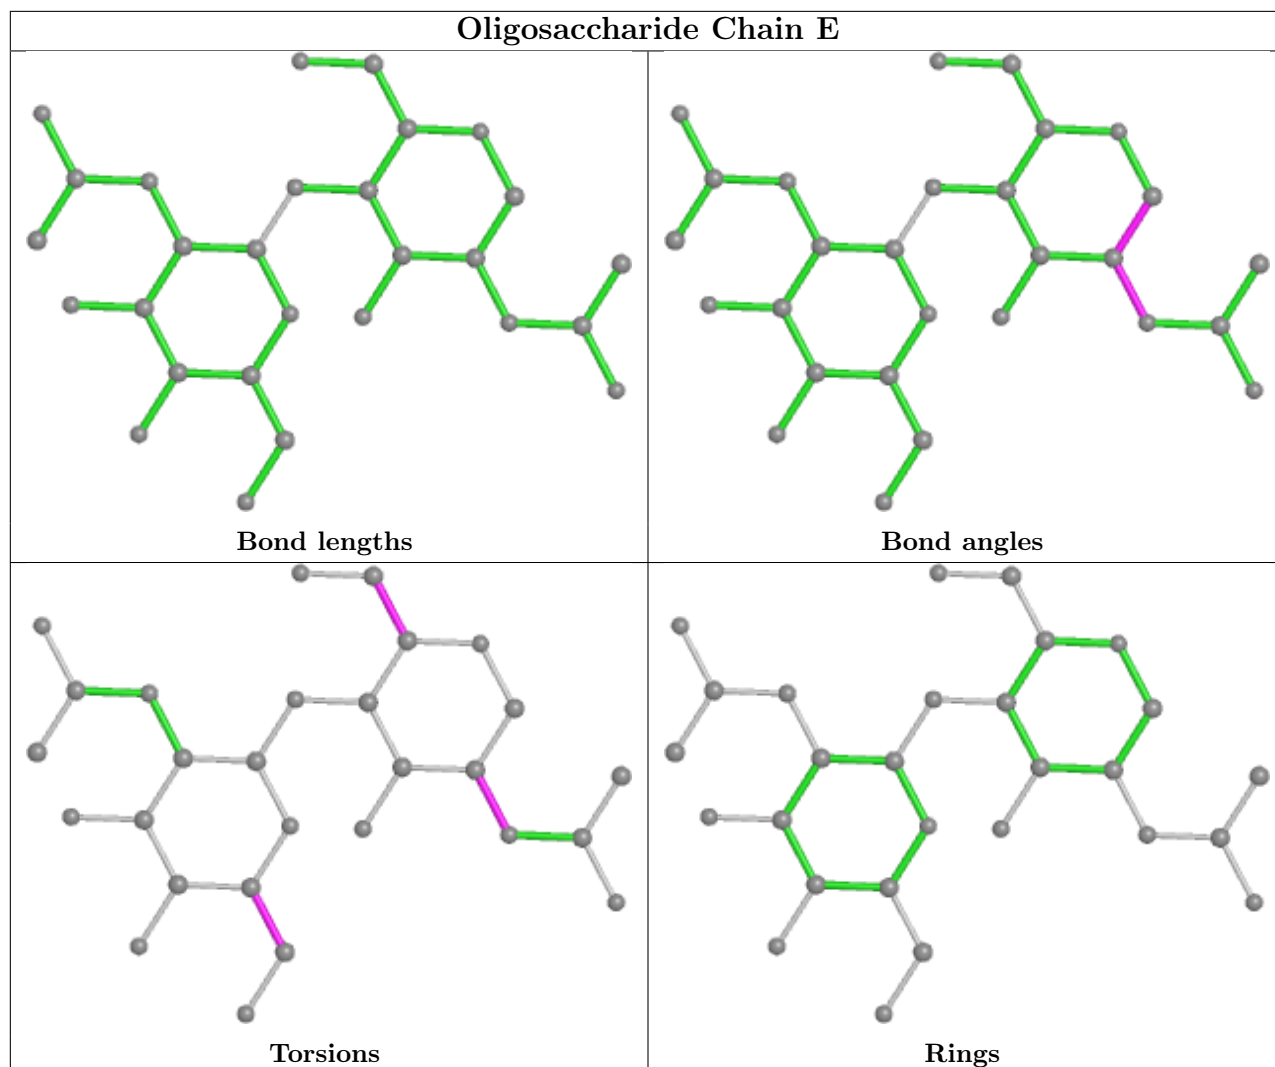 Oligosaccharide Chain E
Bond lengths
Bond angles
Torsions
Rings